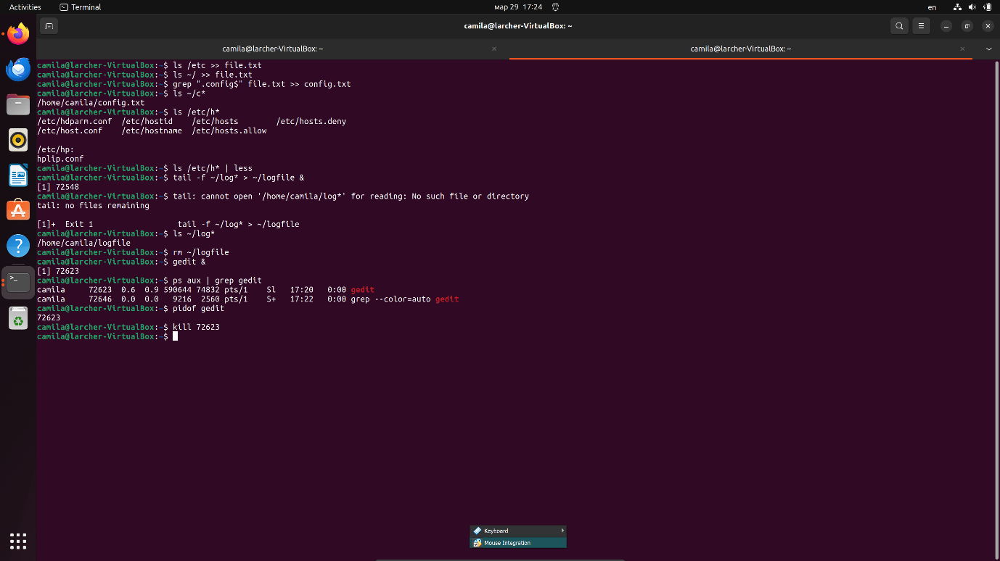 Activities Terminal мар 29 17:24 en
camila@larcher-VirtualBox: ~
camila@larcher-VirtualBox: ~ camila@larcher-VirtualBox: ~
camila@larcher-VirtualBox:~$ ls /etc >> file.txt
camila@larcher-VirtualBox:~$ ls ~/ >> file.txt
camila@larcher-VirtualBox:~$ grep ".config$" file.txt >> config.txt
camila@larcher-VirtualBox:~$ ls ~/c*
/home/camila/config.txt
camila@larcher-VirtualBox:~$ ls /etc/h*
/etc/hdparm.conf /etc/hostid /etc/hosts /etc/hosts.deny
/etc/host.conf /etc/hostname /etc/hosts.allow
/etc/hp:
hplip.conf
camila@larcher-VirtualBox:~$ ls /etc/h* | less
camila@larcher-VirtualBox:~$ tail -f ~/log* > ~/logfile &
[1] 72548
camila@larcher-VirtualBox:~$ tail: cannot open '/home/camila/log*' for reading: No such file or directory
tail: no files remaining
[1]+ Exit 1 tail -f ~/log* > ~/logfile
camila@larcher-VirtualBox:~$ ls ~/log*
/home/camila/logfile
camila@larcher-VirtualBox:~$ rm ~/logfile
camila@larcher-VirtualBox:~$ gedit &
[1] 72623
camila@larcher-VirtualBox:~$ ps aux | grep gedit
camila 72623 0.6 0.9 590644 74832 pts/1 Sl 17:20 0:00 gedit
camila 72646 0.0 0.0 9216 2560 pts/1 S+ 17:22 0:00 grep --color=auto gedit
camila@larcher-VirtualBox:~$ pidof gedit
72623
camila@larcher-VirtualBox:~$ kill 72623
camila@larcher-VirtualBox:~$
Keyboard
Mouse Integration